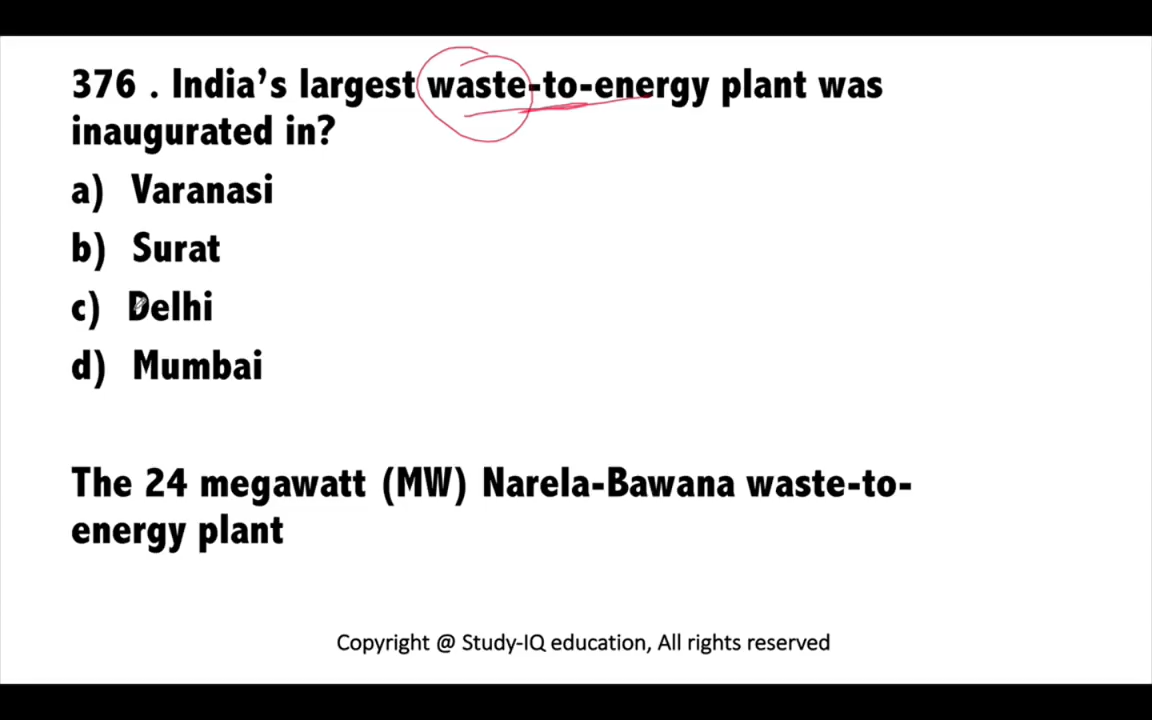 376 . India’s largest waste-to-energy plant was
inaugurated in?
a) Varanasi
b) Surat
c) Delhi
d) Mumbai
The 24 megawatt (MW) Narela-Bawana waste-to-
energy plant
Copyright @ Study-IQ education, All rights reserved